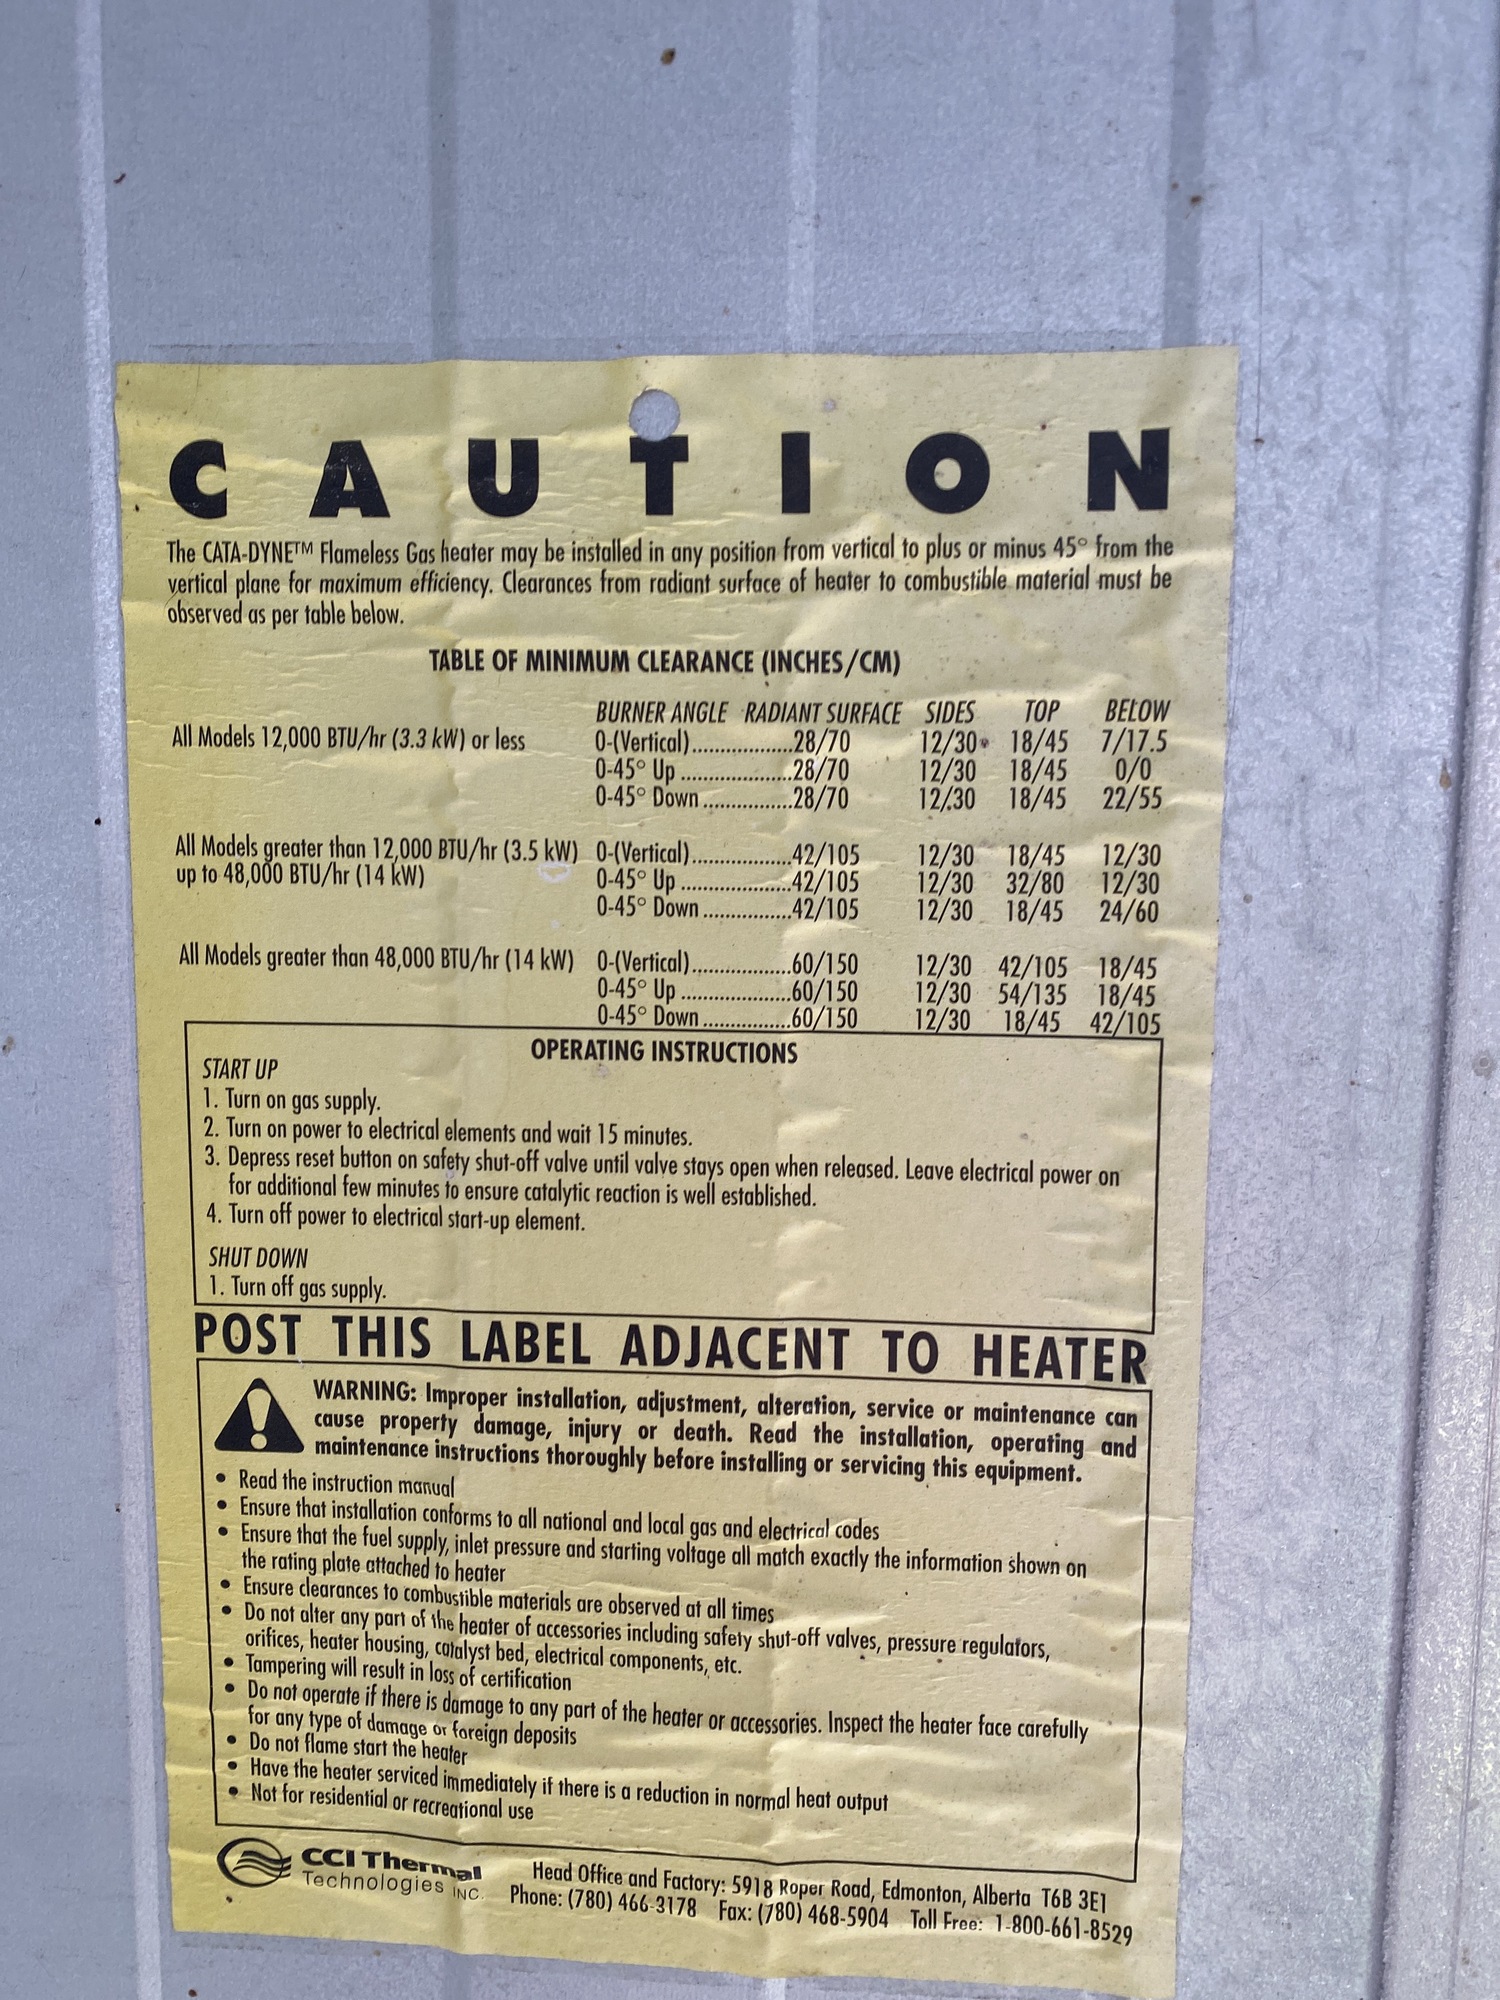 CAUTION
The CATA-DYNE™ Flameless Gas heater may be installed in any position from vertical to plus or minus 45° from the
vertical plane for maximum efficiency. Clearances from radiant surface of heater to combustible material must be
observed as per table below.
TABLE OF MINIMUM CLEARANCE (INCHES/CM)
BURNER ANGLE RADIANT SURFACE SIDES TOP BELOW
All Models 12,000 BTU/hr (3.3 kW) or less 0-(Vertical)..................28/70 12/30 18/45 7/17.5
0-45° Up ....................28/70 12/30 18/45 0/0
0-45° Down ................28/70 12/30 18/45 22/55
All Models greater than 12,000 BTU/hr (3.5 kW) 0-(Vertical)..................42/105 12/30 18/45 12/30
up to 48,000 BTU/hr (14 kW) 0-45° Up ....................42/105 12/30 32/80 12/30
0-45° Down ................42/105 12/30 18/45 24/60
All Models greater than 48,000 BTU/hr (14 kW) 0-(Vertical)..................60/150 12/30 42/105 18/45
0-45° Up ....................60/150 12/30 54/135 18/45
0-45° Down ................60/150 12/30 18/45 42/105
OPERATING INSTRUCTIONS
START UP
1. Turn on gas supply.
2. Turn on power to electrical elements and wait 15 minutes.
3. Depress reset button on safety shut-off valve until valve stays open when released. Leave electrical power on
for additional few minutes to ensure catalytic reaction is well established.
4. Turn off power to electrical start-up element.
SHUT DOWN
1. Turn off gas supply.
POST THIS LABEL ADJACENT TO HEATER
WARNING: Improper installation, adjustment, alteration, service or maintenance can
cause property damage, injury or death. Read the installation, operating and
maintenance instructions thoroughly before installing or servicing this equipment.
• Read the instruction manual
• Ensure that installation conforms to all national and local gas and electrical codes
• Ensure that the fuel supply, inlet pressure and starting voltage all match exactly the information shown on
the rating plate attached to heater
• Ensure clearances to combustible materials are observed at all times
• Do not alter any part of the heater of accessories including safety shut-off valves, pressure regulators,
orifices, heater housing, catalyst bed, electrical components, etc.
• Tampering will result in loss of certification
• Do not operate if there is damage to any part of the heater or accessories. Inspect the heater face carefully
for any type of damage or foreign deposits
• Do not flame start the heater
• Have the heater serviced immediately if there is a reduction in normal heat output
• Not for residential or recreational use
CCI Thermal
Technologies INC.
Head Office and Factory: 5918 Roper Road, Edmonton, Alberta T6B 3E1
Phone: (780) 466-3178 Fax: (780) 468-5904 Toll Free: 1-800-661-8529